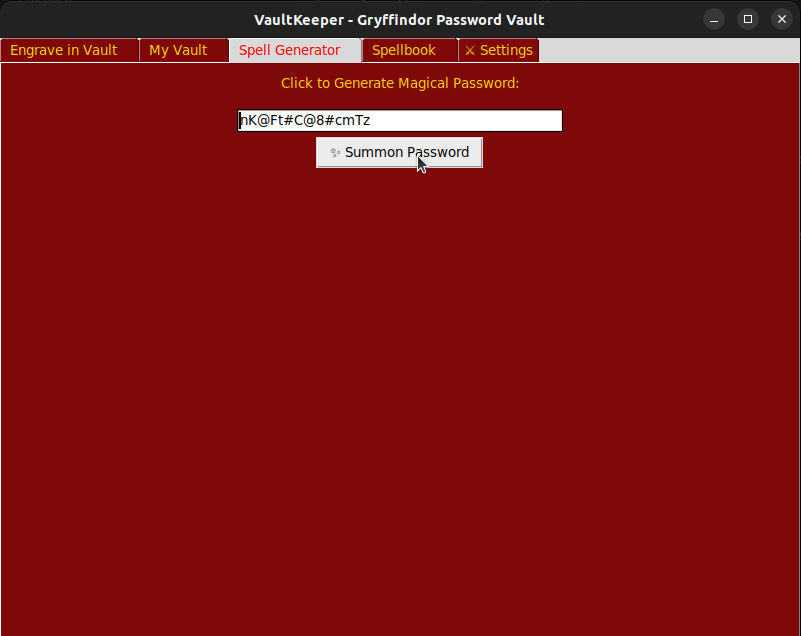 VaultKeeper - Gryffindor Password Vault
Engrave in Vault My Vault Spell Generator Spellbook ⚔ Settings
Click to Generate Magical Password:
nK@Ft#C@8#cmTz
✨ Summon Password